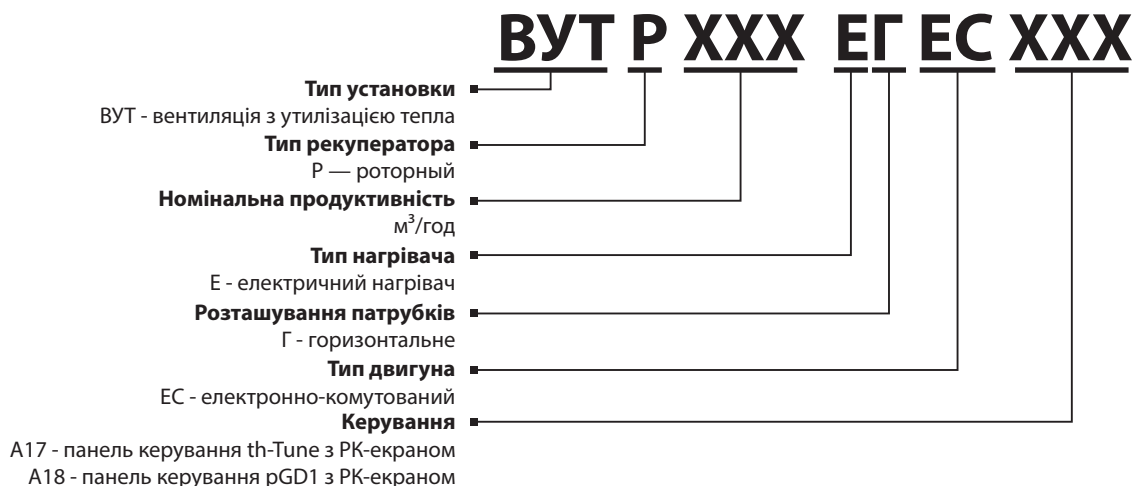 ВУТ Р ХХХ ЕГ ЕС ХХХ
Тип установки
ВУТ - вентиляція з утилізацією тепла
Тип рекуператора
Р — роторный
Номінальна продуктивність
м³/год
Тип нагрівача
Е - електричний нагрівач
Розташування патрубків
Г - горизонтальне
Тип двигуна
ЕС - електронно-комутований
Керування
А17 - панель керування th-Tune з РК-екраном
А18 - панель керування pGD1 з РК-екраном